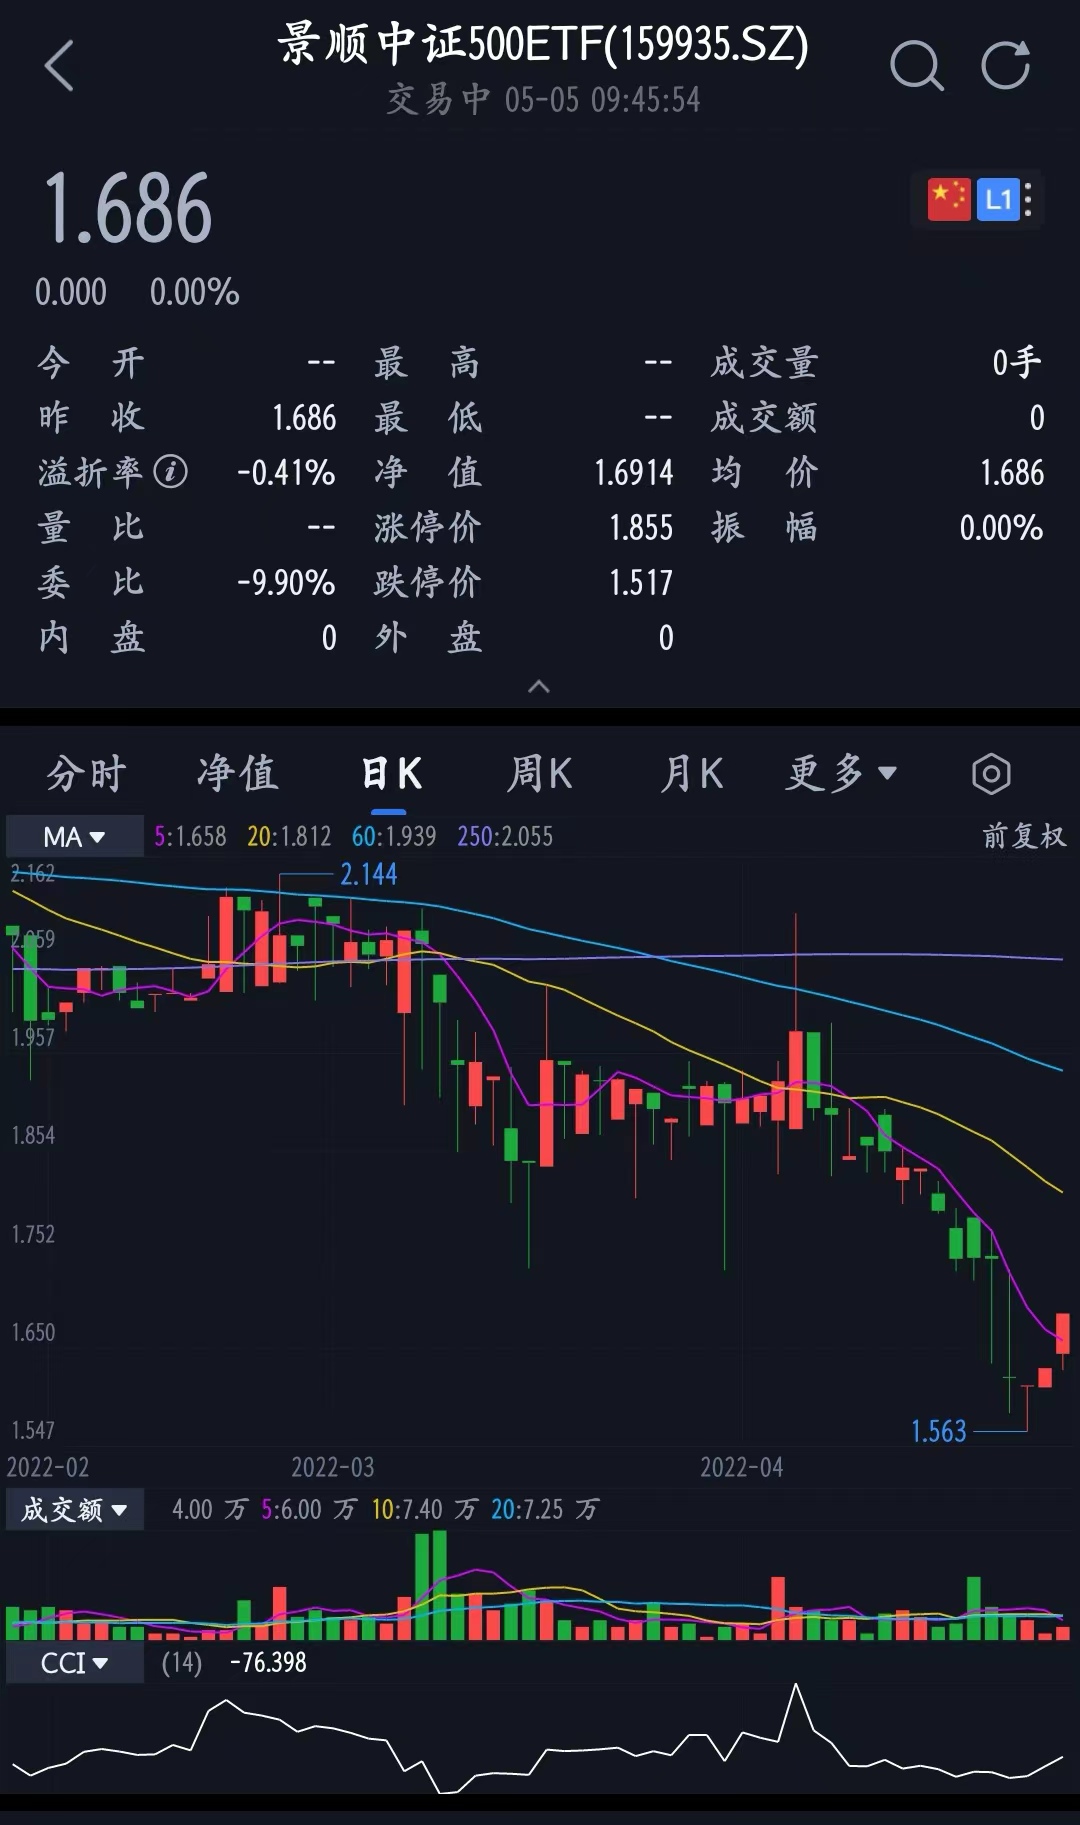 景顺中证500ETF(159935.SZ)
交易中 05-05 09:45:54
1.686
L1
0.000 0.00%
今开 -- 最高 -- 成交量 0手
昨收 1.686 最低 -- 成交额 0
溢折率 i -0.41% 净值 1.6914 均价 1.686
量比 -- 涨停价 1.855 振幅 0.00%
委比 -9.90% 跌停价 1.517
内盘 0 外盘 0
分时 净值 日K 周K 月K 更多
MA 5:1.658 20:1.812 60:1.939 250:2.055 前复权
2.162
2.144
2.059
1.957
1.854
1.752
1.650
1.547
1.563
2022-02 2022-03 2022-04
成交额 4.00 万 5:6.00 万 10:7.40 万 20:7.25 万
CCI (14) -76.398